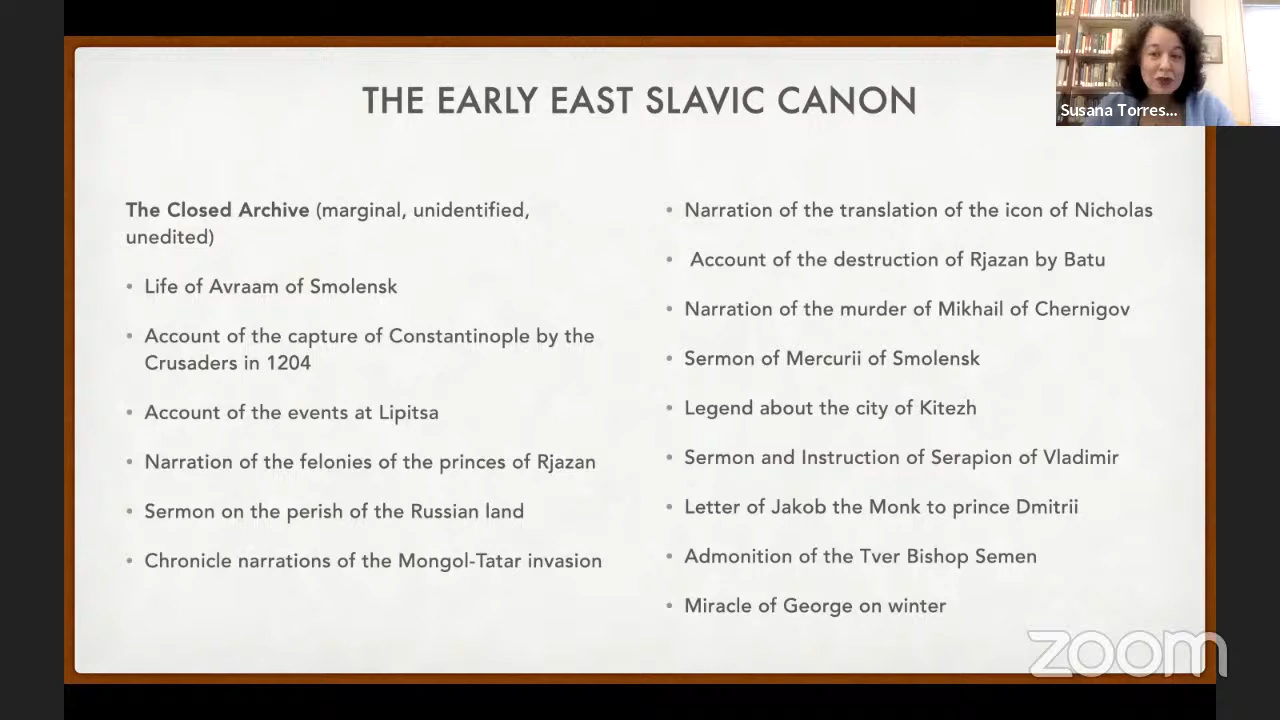 THE EARLY EAST SLAVIC CANON
Susana Torres...
The Closed Archive (marginal, unidentified,
unedited)
• Life of Avraam of Smolensk
• Account of the capture of Constantinople by the
Crusaders in 1204
• Account of the events at Lipitsa
• Narration of the felonies of the princes of Rjazan
• Sermon on the perish of the Russian land
• Chronicle narrations of the Mongol-Tatar invasion
• Narration of the translation of the icon of Nicholas
• Account of the destruction of Rjazan by Batu
• Narration of the murder of Mikhail of Chernigov
• Sermon of Mercurii of Smolensk
• Legend about the city of Kitezh
• Sermon and Instruction of Serapion of Vladimir
• Letter of Jakob the Monk to prince Dmitrii
• Admonition of the Tver Bishop Semen
• Miracle of George on winter
zoom